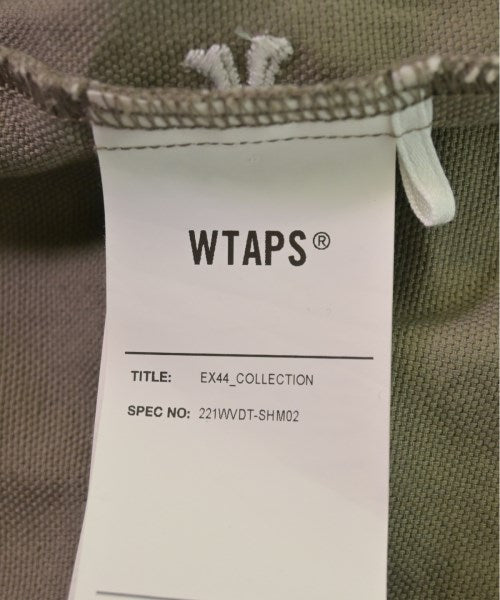 WTAPS®
TITLE: EX44_COLLECTION
SPEC NO: 221WVDT-SHM02